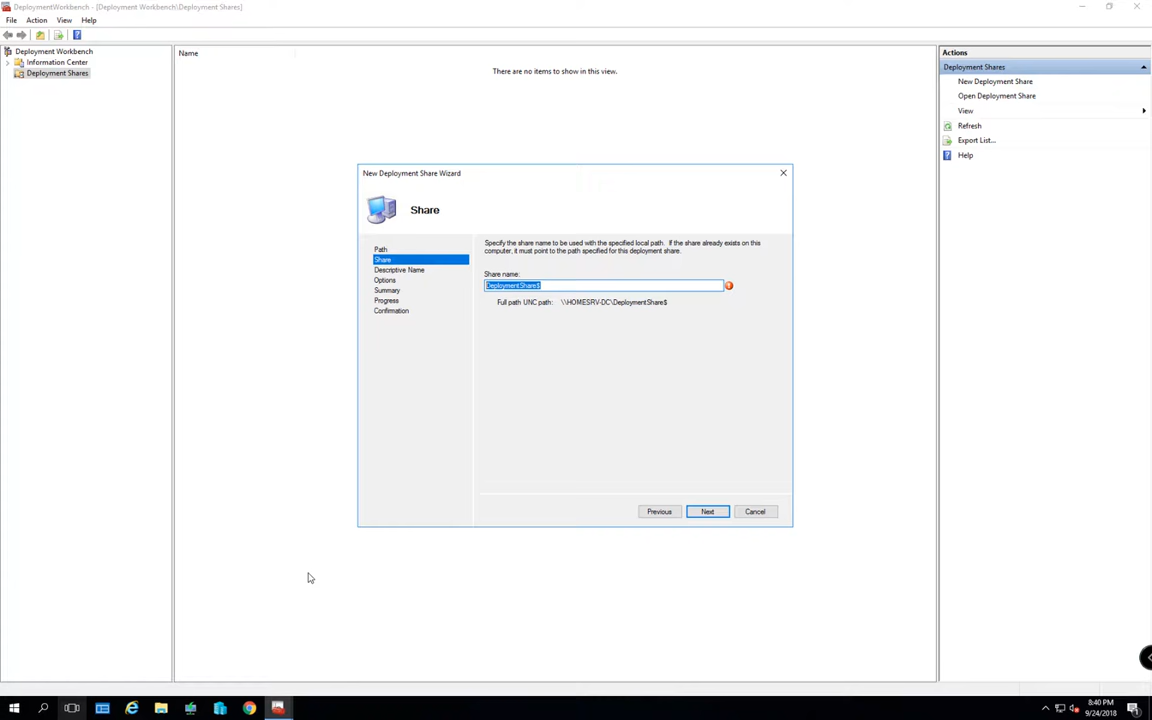 DeploymentWorkbench - [Deployment Workbench\Deployment Shares]
File Action View Help
Deployment Workbench
Information Center
Deployment Shares
Name
There are no items to show in this view.
Actions
Deployment Shares
New Deployment Share
Open Deployment Share
View
Refresh
Export List...
Help
New Deployment Share Wizard
Share
Path
Share
Descriptive Name
Options
Summary
Progress
Confirmation
Specify the share name to be used with the specified local path. If the share already exists on this
computer, it must point to the path specified for this deployment share.
Share name:
DeploymentShare$
Full path UNC path: \\HOMESRV-DC\DeploymentShare$
Previous Next Cancel
8:40 PM
9/24/2018
1